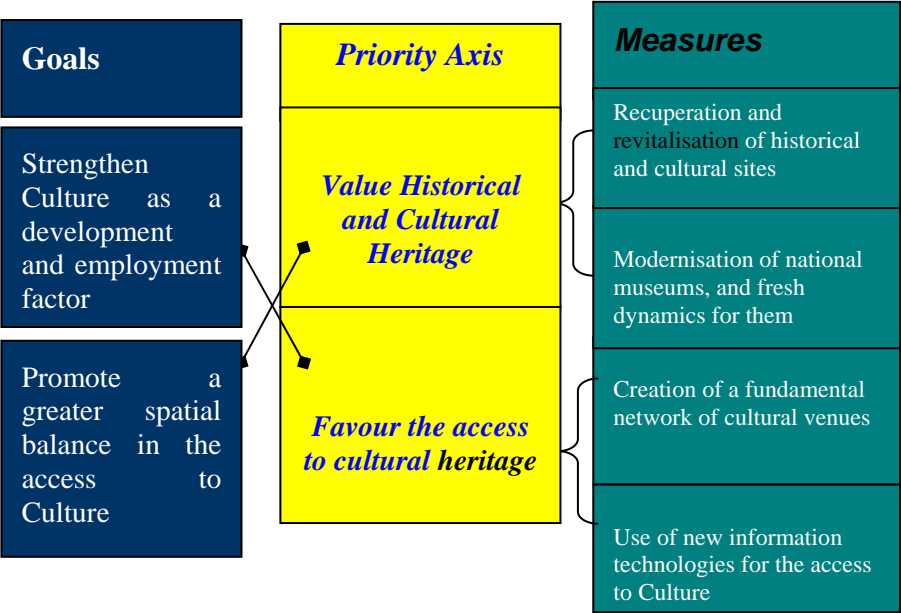 Goals
Strengthen
Culture as a
development
and employment
factor
Promote a
greater spatial
balance in the
access to
Culture
Priority Axis
Value Historical
and Cultural
Heritage
Favour the access
to cultural heritage
Measures
Recuperation and
revitalisation of historical
and cultural sites
Modernisation of national
museums, and fresh
dynamics for them
Creation of a fundamental
network of cultural venues
Use of new information
technologies for the access
to Culture